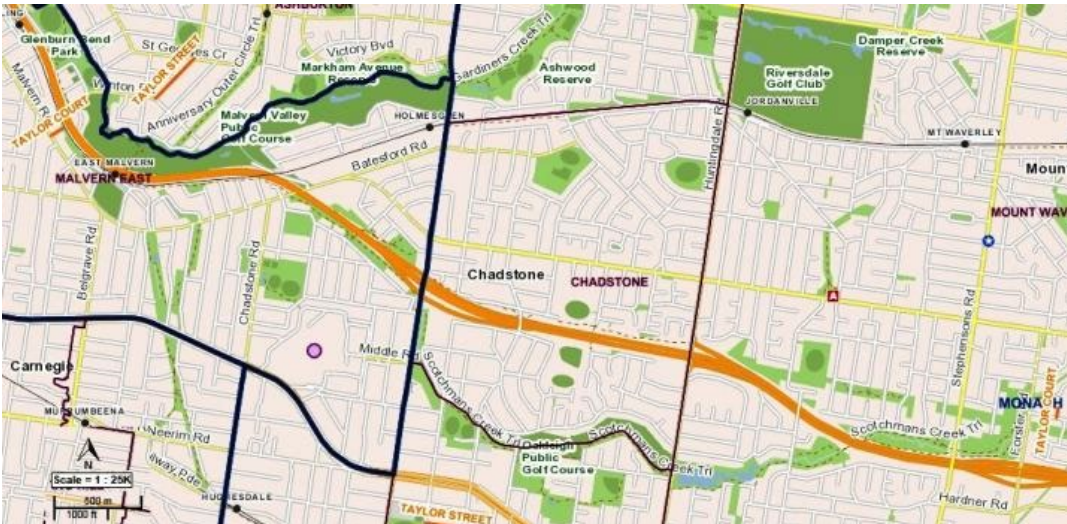 LING
ASHBURTON
Glenburn Bend
Park
St Georges Cr
Victory Bvd
TAYLOR STREET
Anniversary Outer Circle Trl
Markham Avenue
Gardiners Creek Trl
Ashwood
Reserve
Damper Creek
Reserve
Riversdale
Golf Club
JORDANVILLE
Malvern Rd
TAYLOR COURT
Malvern Valley
Public
Golf Course
HOLMESGLEN
MT WAVERLEY
EAST MALVERN
MALVERN EAST
Batesford Rd
Huntingdale Rd
Moun
MOUNT WAV
Belgrave Rd
Chadstone Rd
Chadstone
CHADSTONE
A
Stephensons Rd
Middle Rd
Carnegie
Scotchmans Creek Trl
MURRUMBEENA
Neerim Rd
N
Scale = 1 : 25K
500 m
1000 ft
HUGHESDALE
Oakleigh
Public
Golf Course
Scotchmans Creek Trl
TAYLOR STREET
Scotchmans Creek Trl
Forster
TAYLOR COURT
MONA H
Hardner Rd